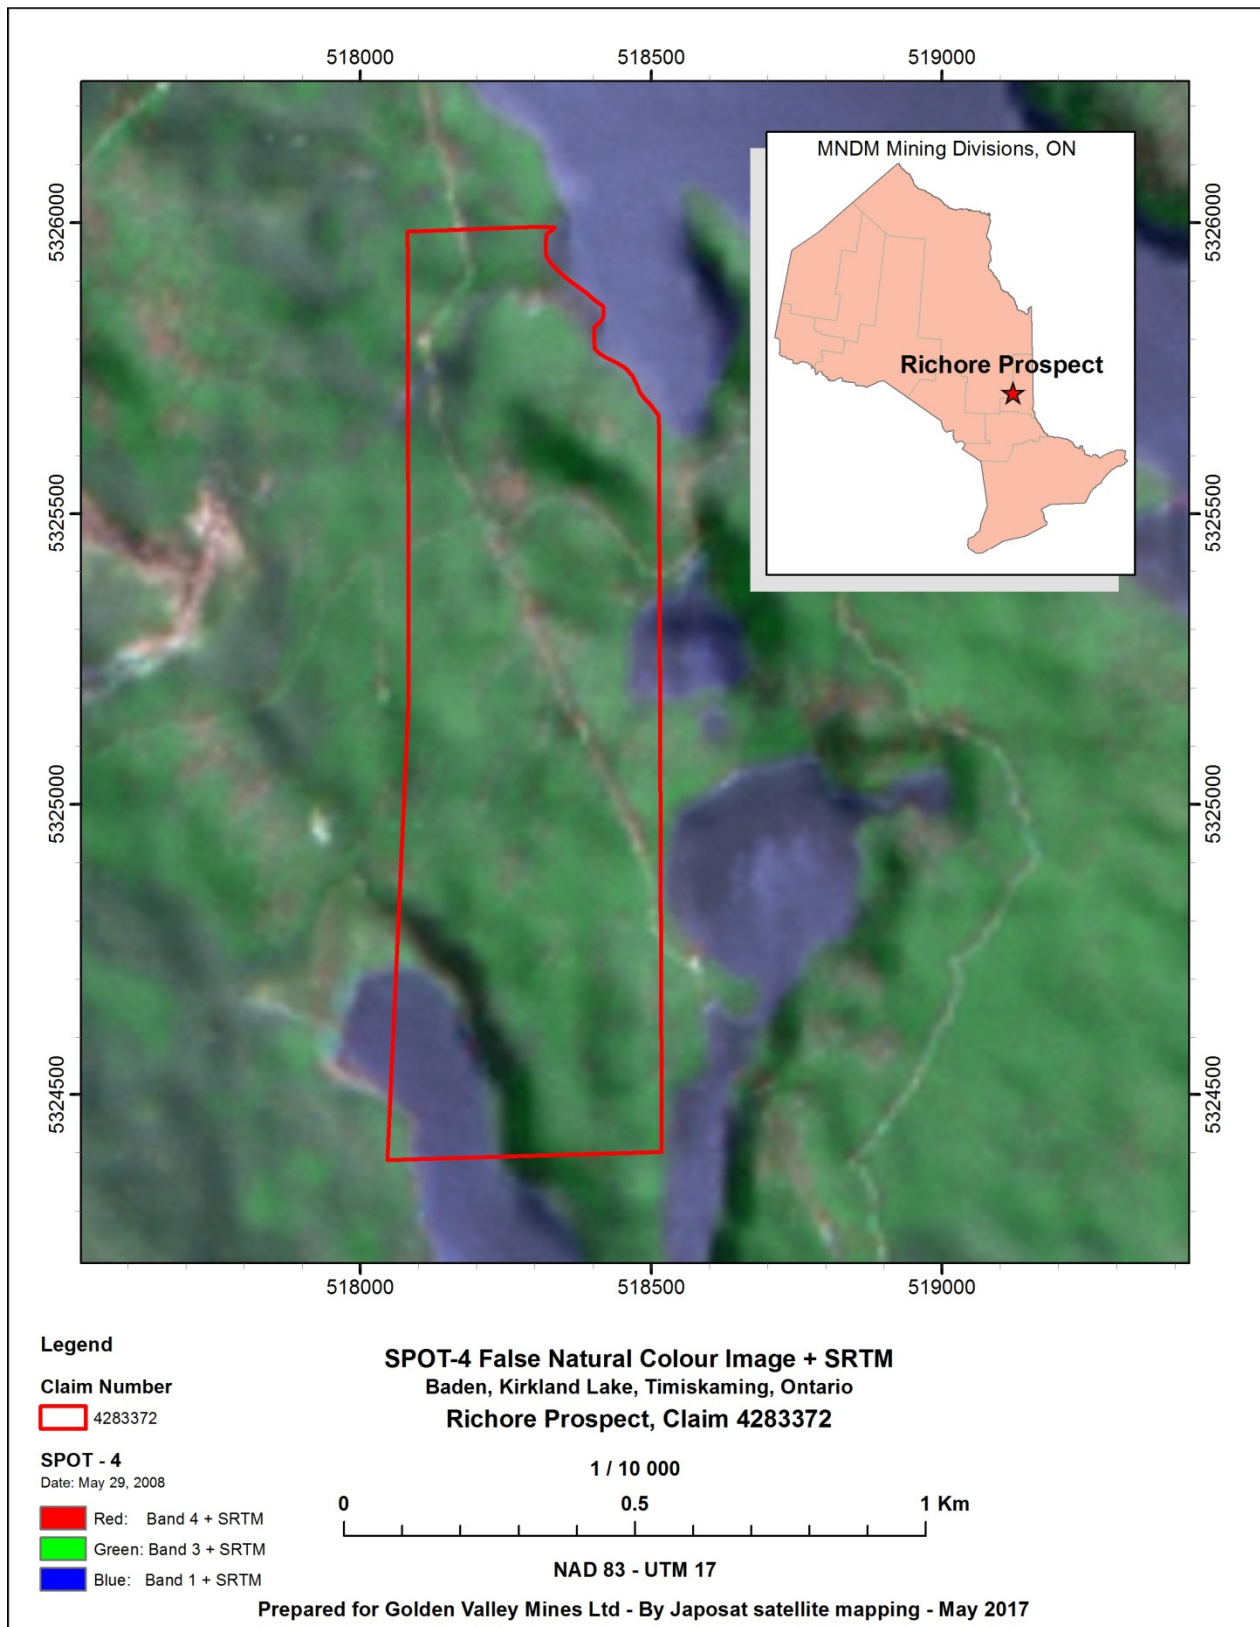 518000
518500
519000
MNDM Mining Divisions, ON
Richore Prospect
5326000
5325500
5325000
5324500
5326000
5325500
5325000
5324500
518000
518500
519000
Legend
Claim Number
4283372
SPOT - 4
Date: May 29, 2008
Red: Band 4 + SRTM
Green: Band 3 + SRTM
Blue: Band 1 + SRTM
SPOT-4 False Natural Colour Image + SRTM
Baden, Kirkland Lake, Timiskaming, Ontario
Richore Prospect, Claim 4283372
1 / 10 000
0 0.5 1 Km
NAD 83 - UTM 17
Prepared for Golden Valley Mines Ltd - By Japosat satellite mapping - May 2017